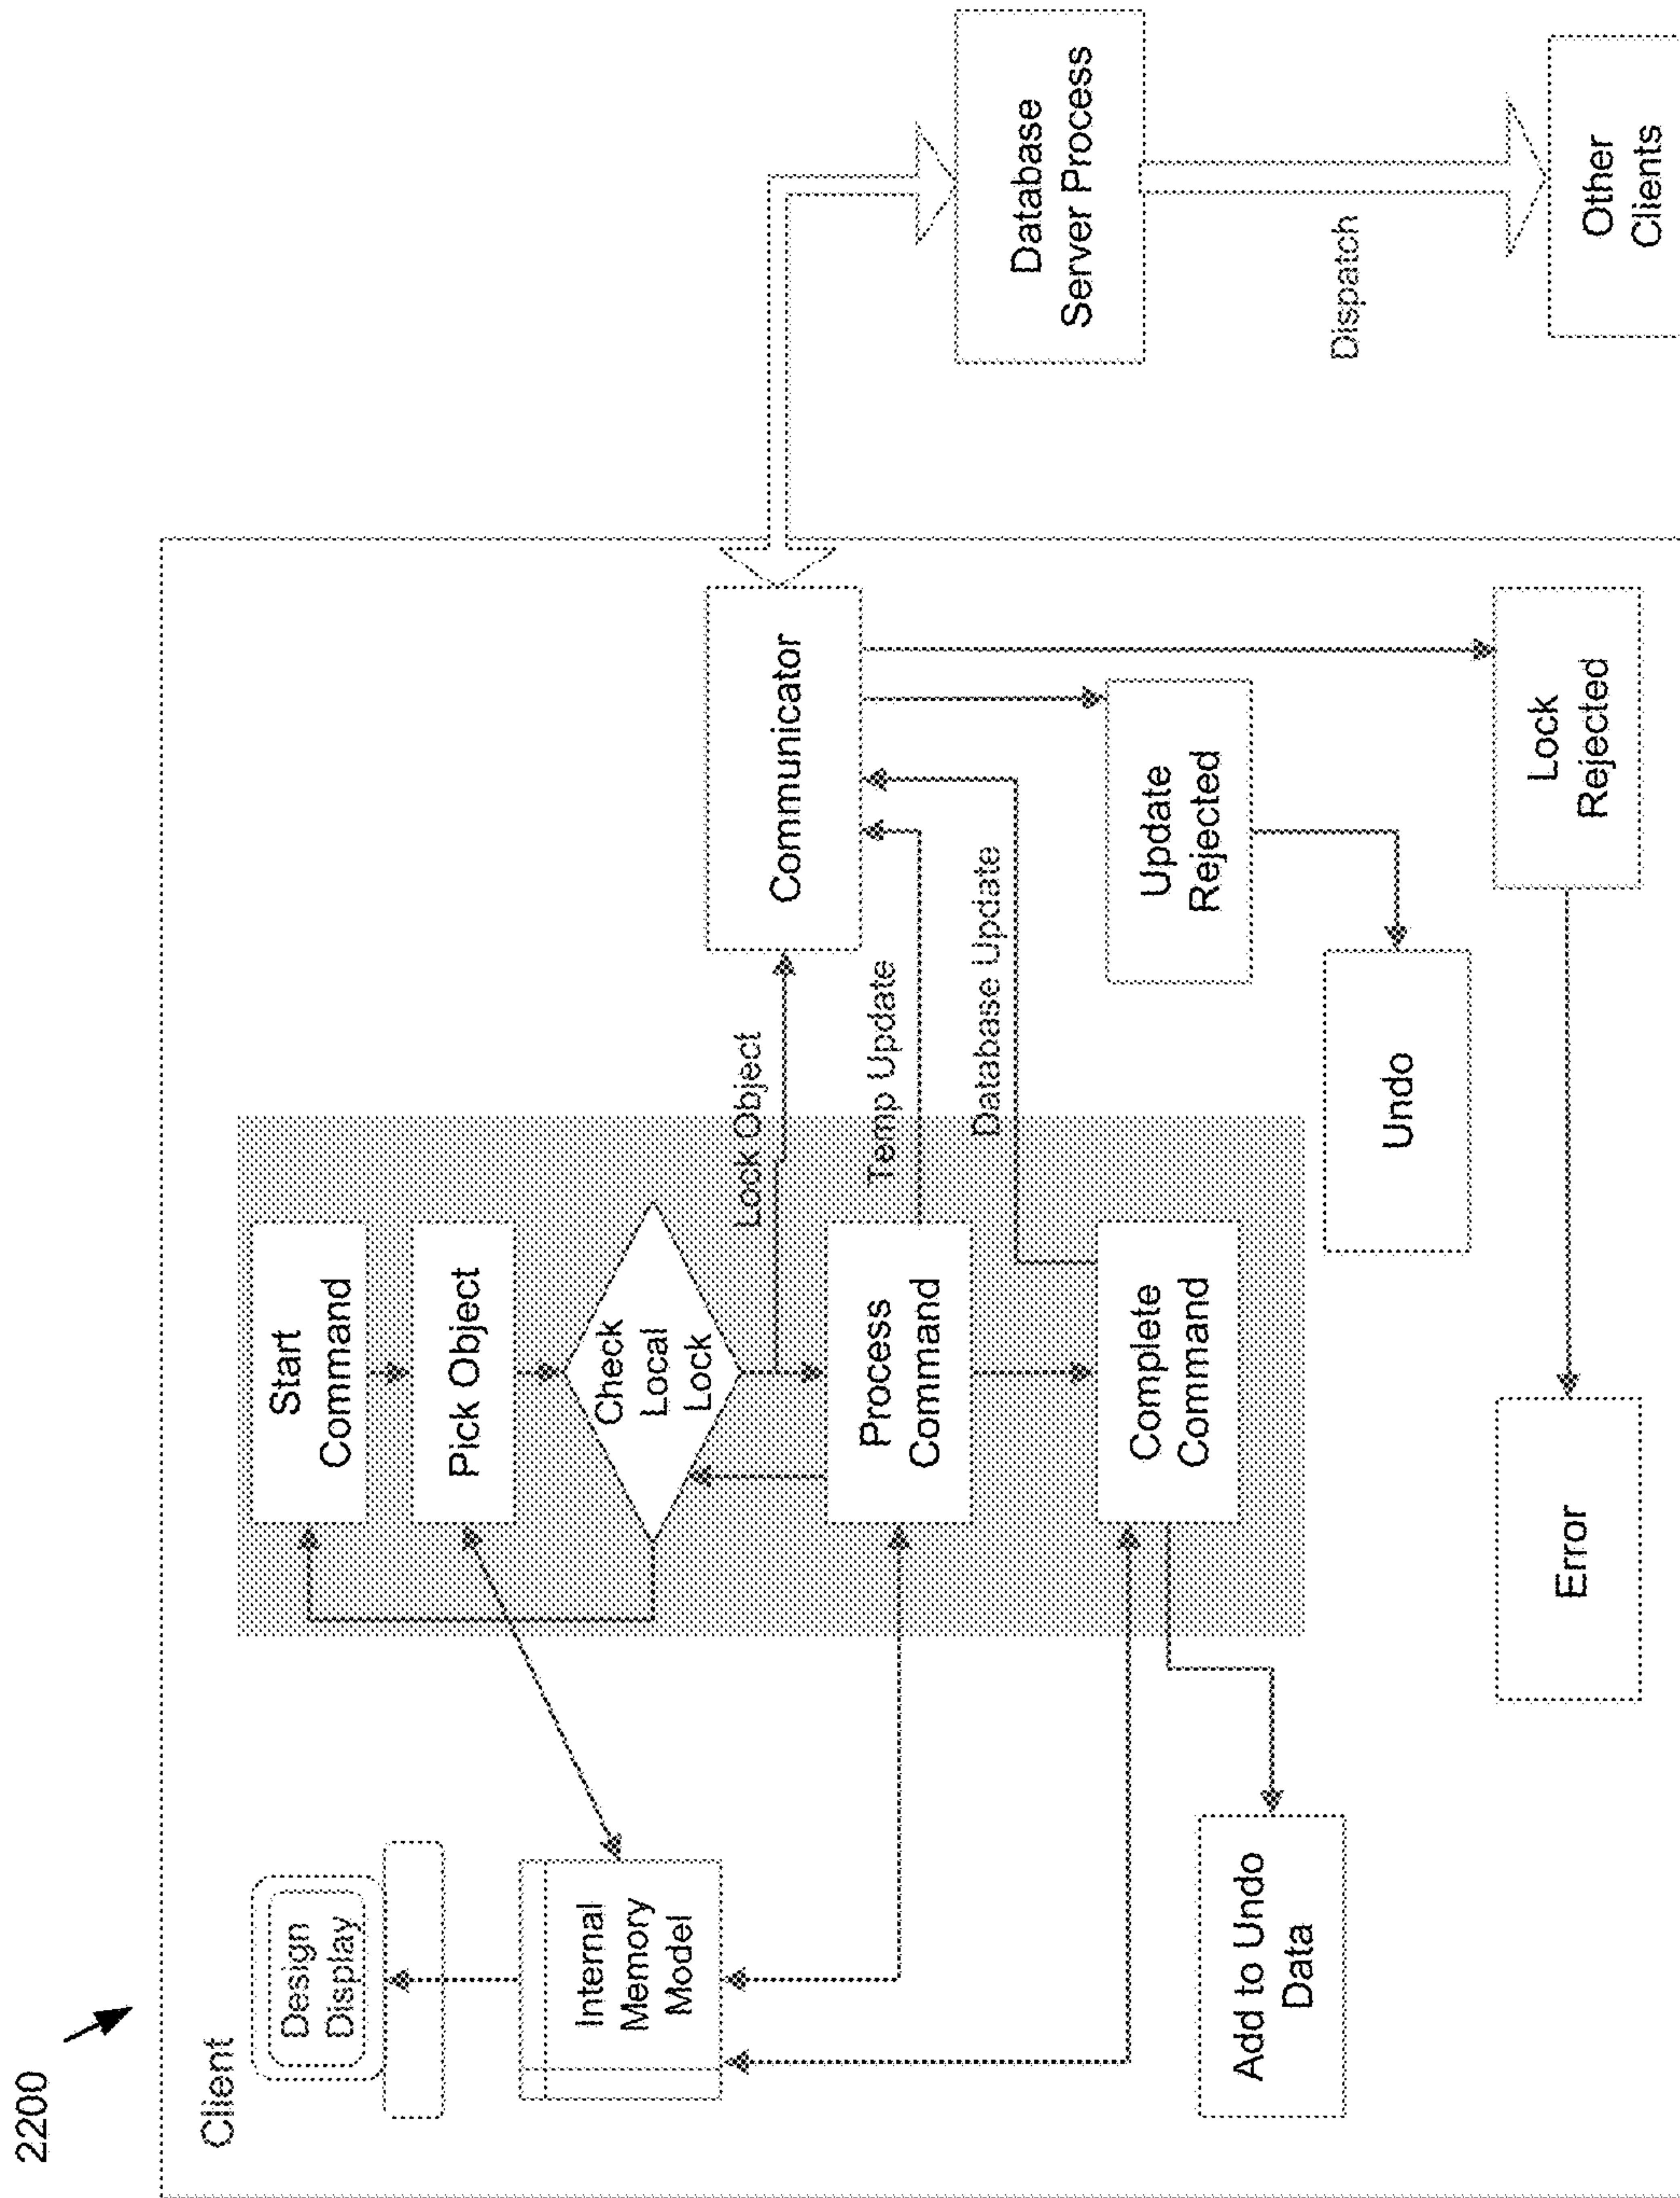 2200
Client
Design
Display
Internal
Memory
Model
Add to Undo
Data
Start
Command
Pick Object
Check
Local
Lock
Process
Command
Complete
Command
Lock Object
Temp Update
Database Update
Communicator
Update
Rejected
Undo
Lock
Rejected
Error
Database
Server Process
Dispatch
Other
Clients